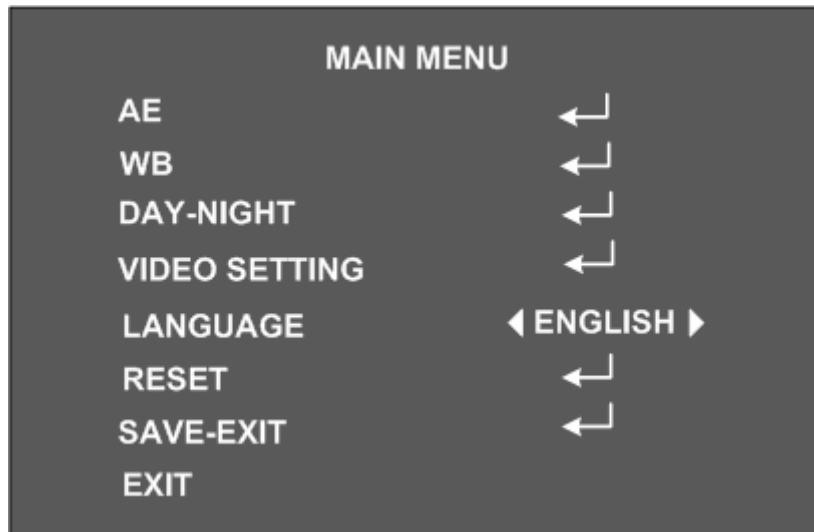 MAIN MENU
AE
WB
DAY-NIGHT
VIDEO SETTING
LANGUAGE ENGLISH
RESET
SAVE-EXIT
EXIT